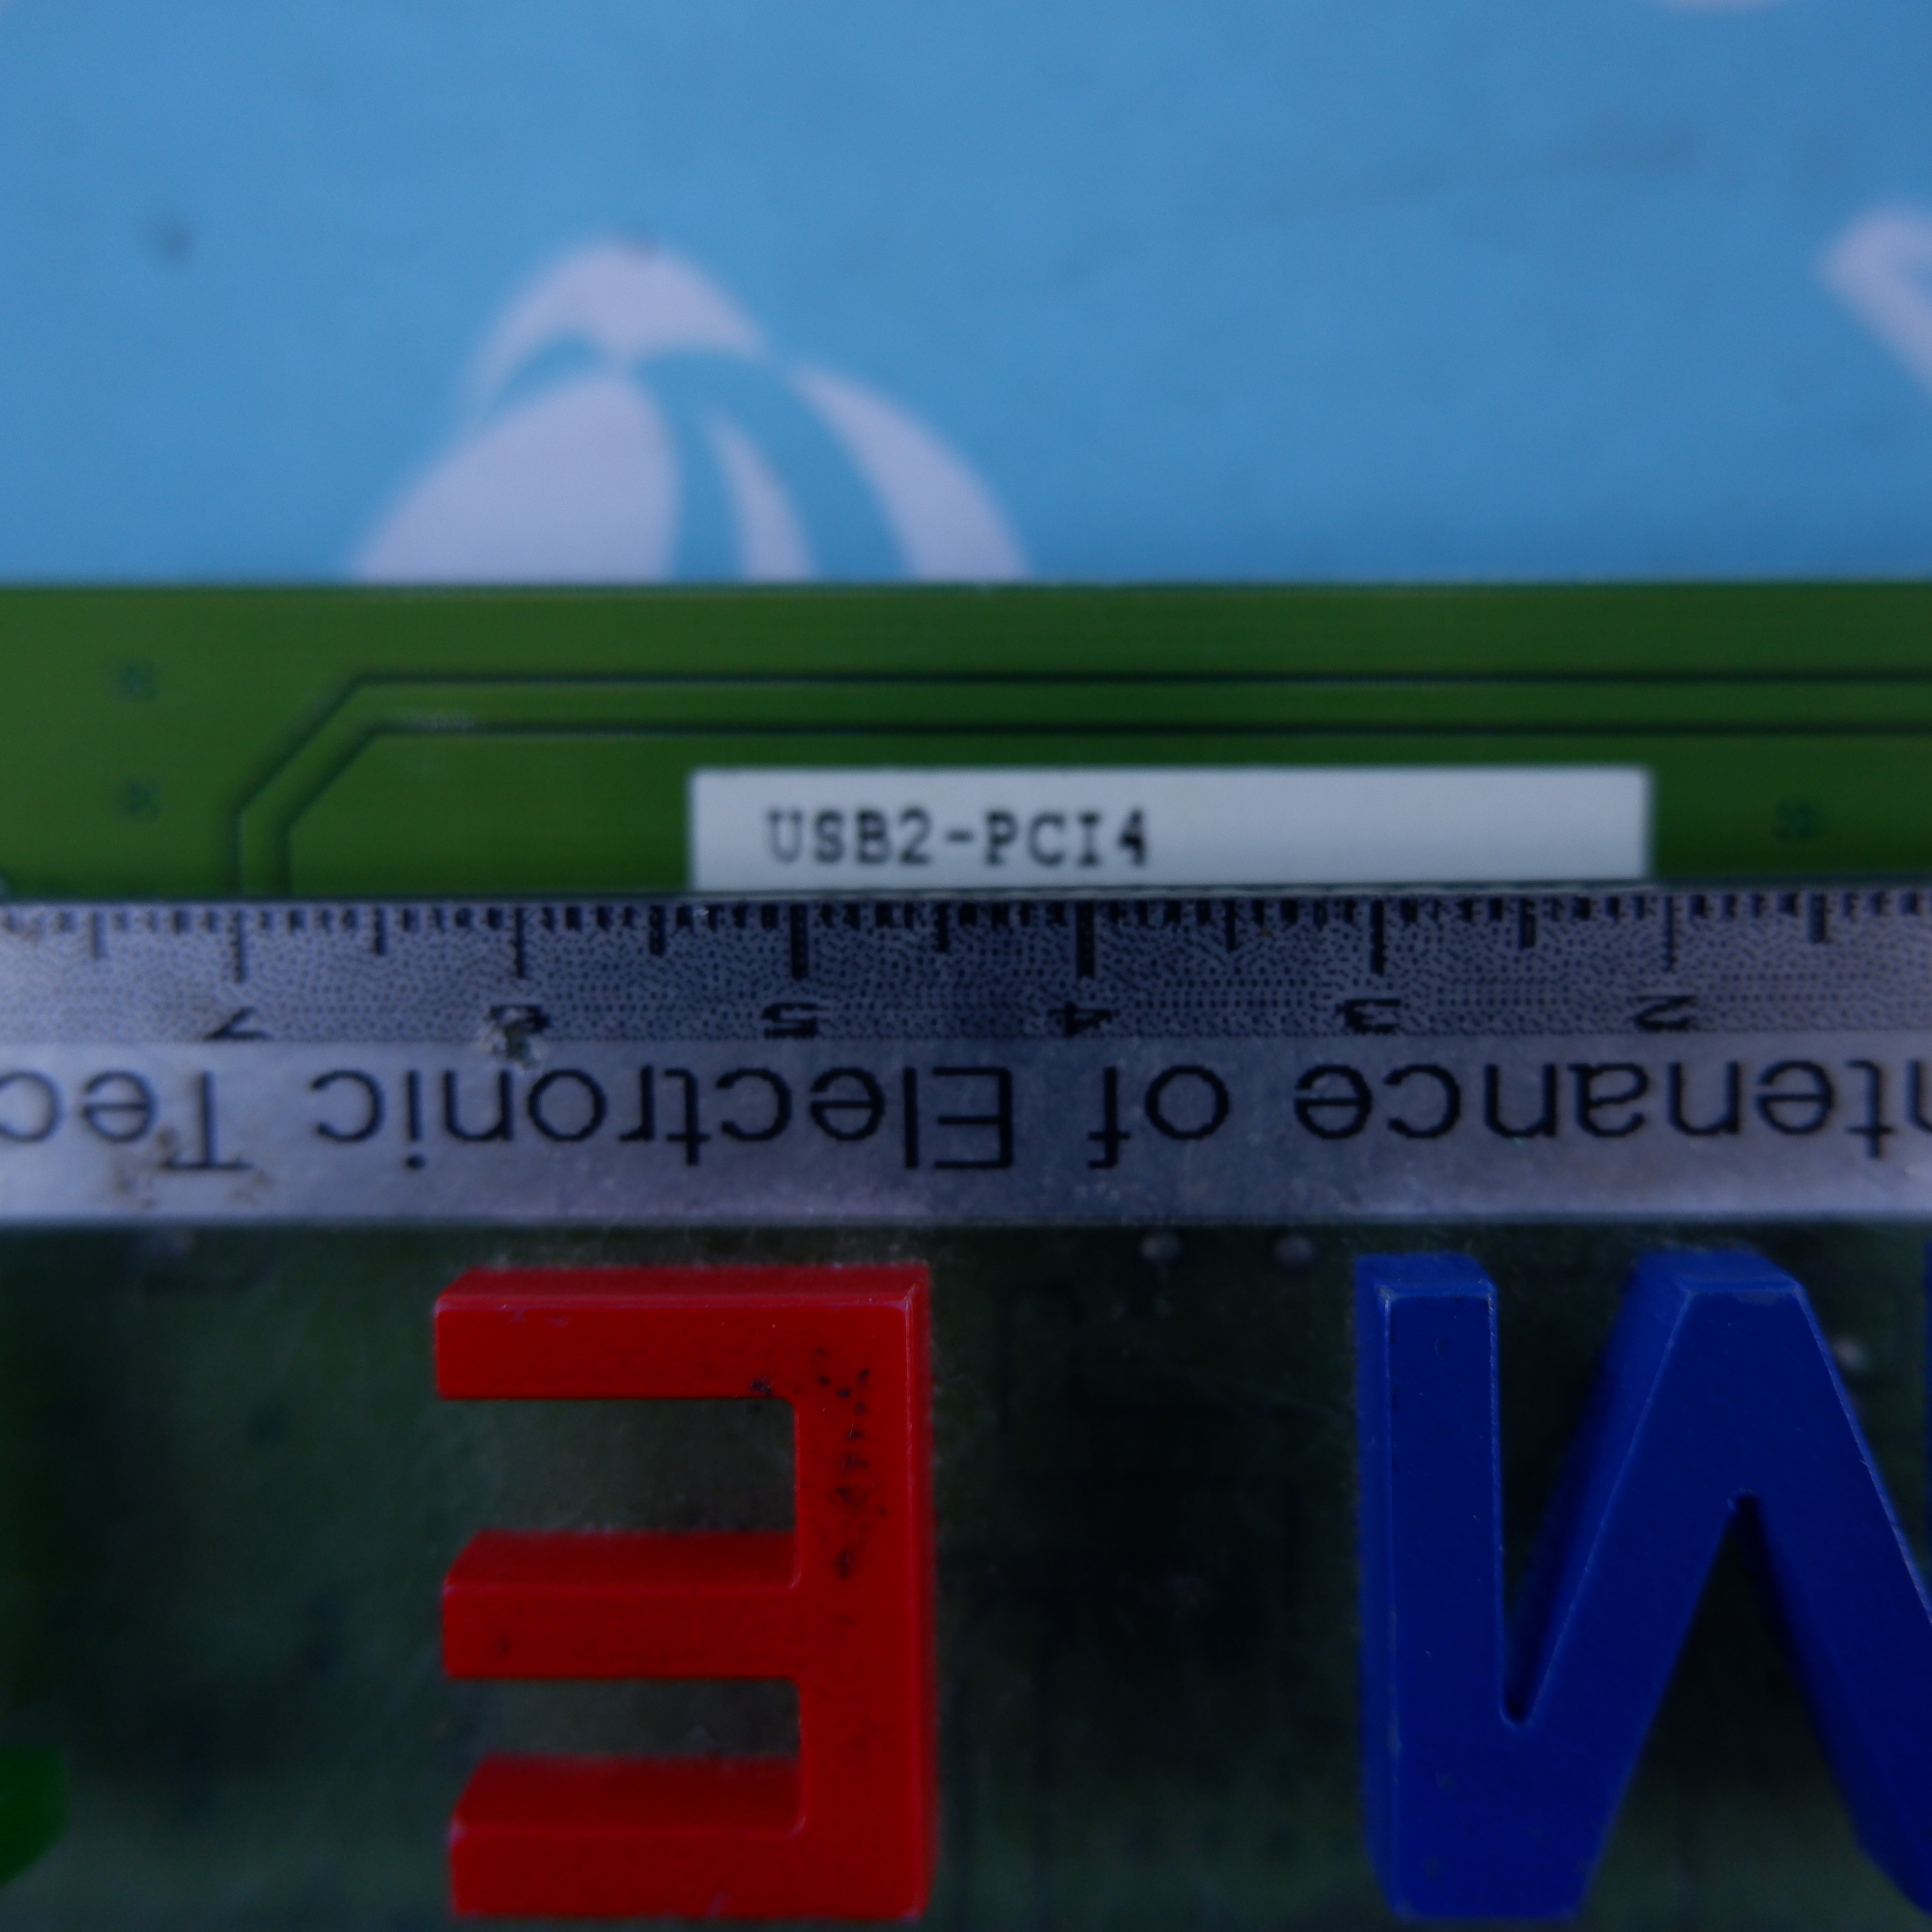 USB2-PCI4
7 6 5 4 3 2
ntenance of Electronic Tec
E M